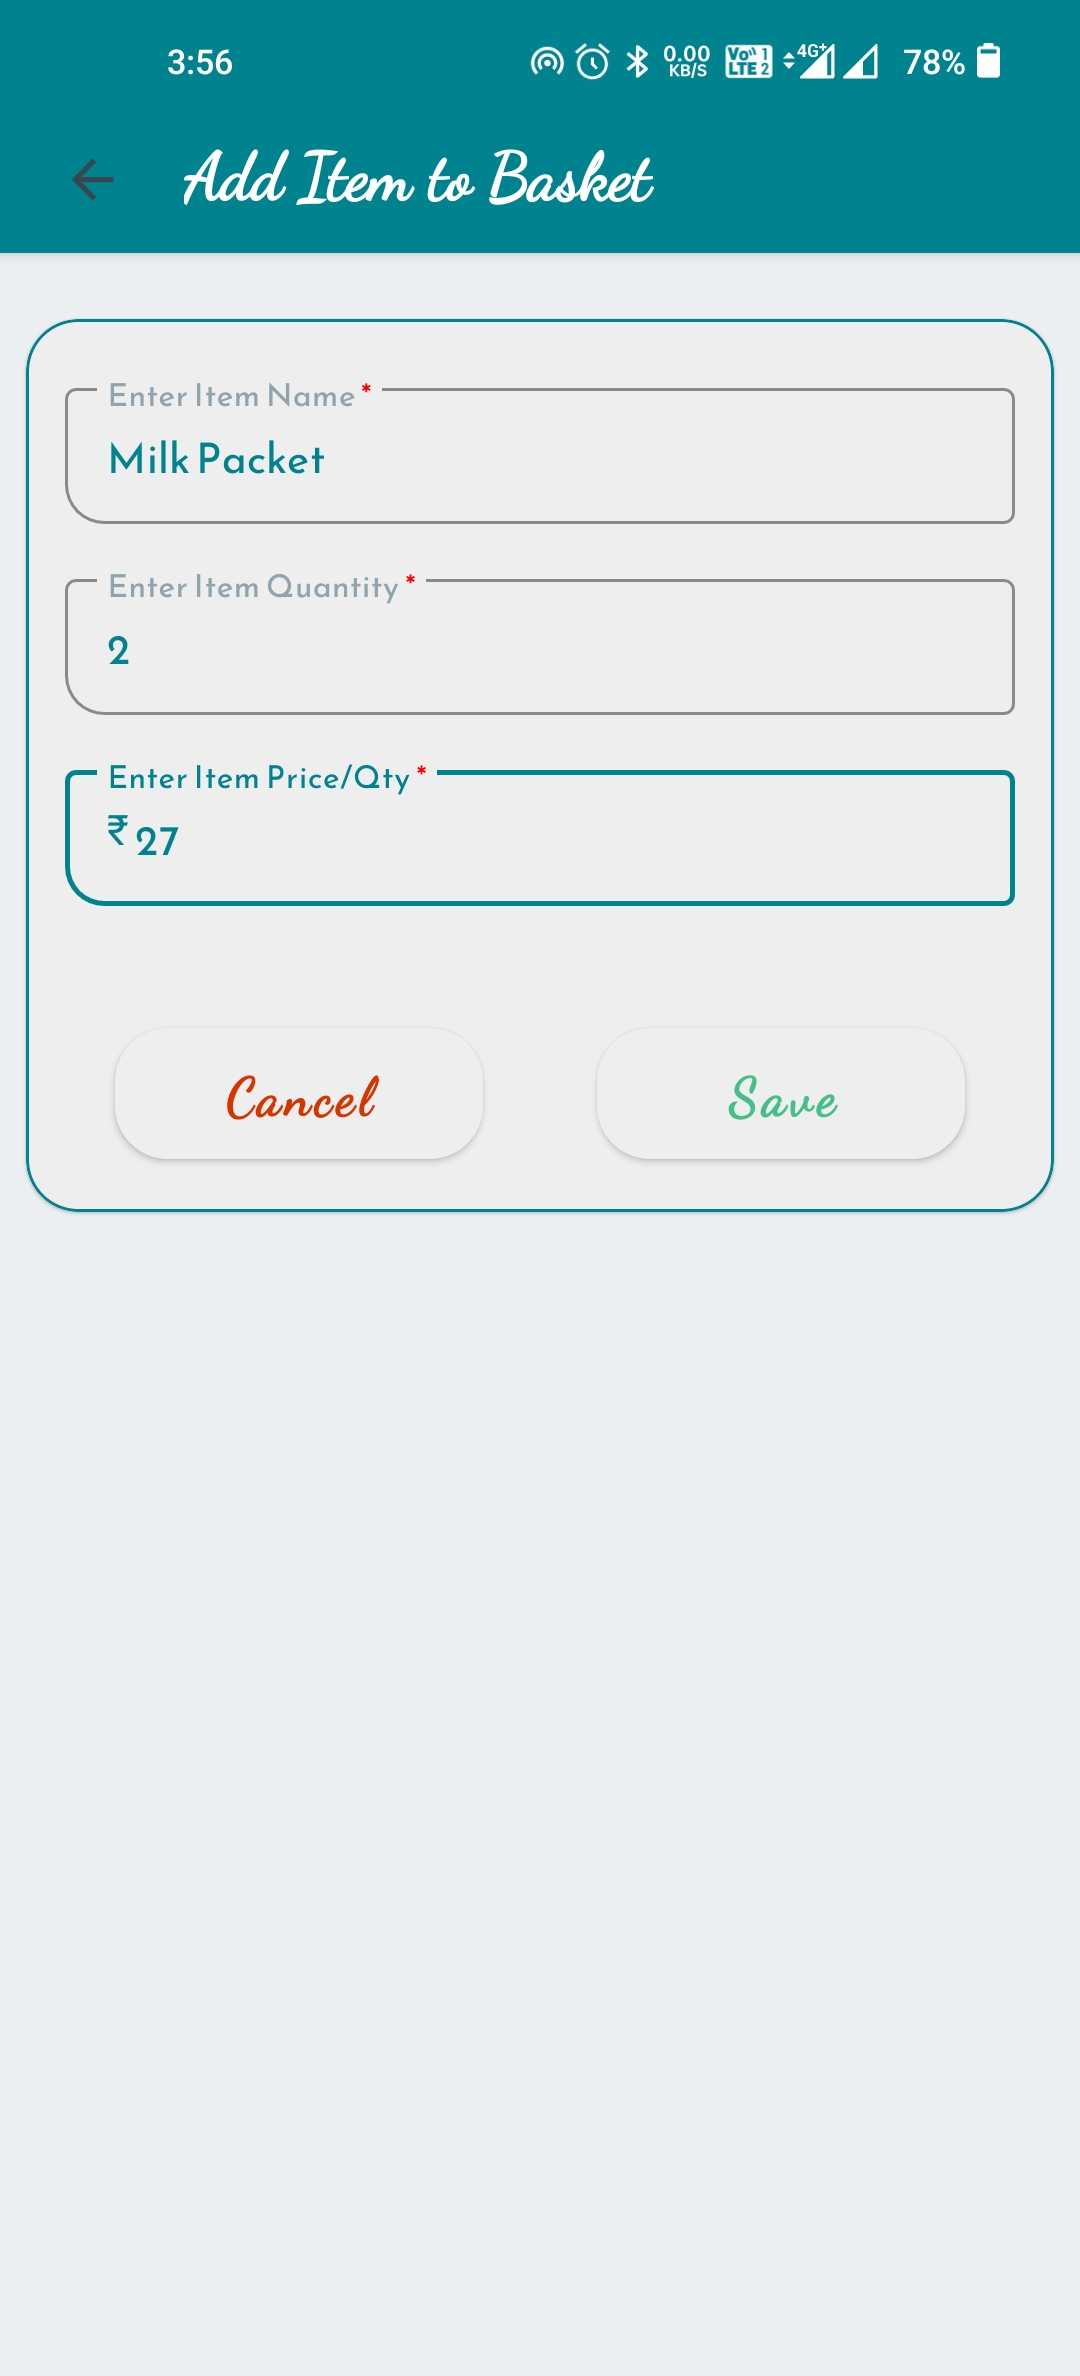 3:56 0.00 KB/S Vo 1 LTE 2 4G+ 78%
Add Item to Basket
Enter Item Name *
Milk Packet
Enter Item Quantity *
2
Enter Item Price/Qty *
₹ 27
Cancel Save